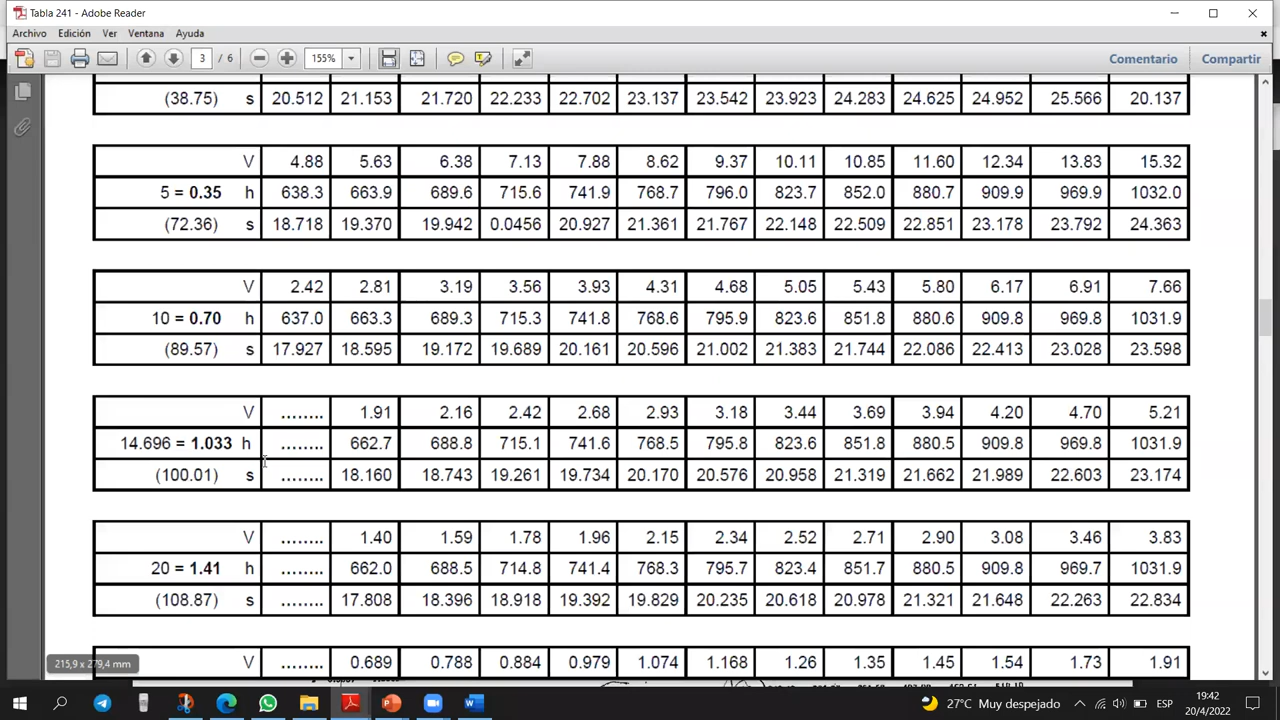 Tabla 241 - Adobe Reader
Archivo Edición Ver Ventana Ayuda
3 / 6 155% Comentario Compartir
(38.75) s 20.512 21.153 21.720 22.233 22.702 23.137 23.542 23.923 24.283 24.625 24.952 25.566 20.137
V 4.88 5.63 6.38 7.13 7.88 8.62 9.37 10.11 10.85 11.60 12.34 13.83 15.32
5 = 0.35 h 638.3 663.9 689.6 715.6 741.9 768.7 796.0 823.7 852.0 880.7 909.9 969.9 1032.0
(72.36) s 18.718 19.370 19.942 0.0456 20.927 21.361 21.767 22.148 22.509 22.851 23.178 23.792 24.363
V 2.42 2.81 3.19 3.56 3.93 4.31 4.68 5.05 5.43 5.80 6.17 6.91 7.66
10 = 0.70 h 637.0 663.3 689.3 715.3 741.8 768.6 795.9 823.6 851.8 880.6 909.8 969.8 1031.9
(89.57) s 17.927 18.595 19.172 19.689 20.161 20.596 21.002 21.383 21.744 22.086 22.413 23.028 23.598
V ........ 1.91 2.16 2.42 2.68 2.93 3.18 3.44 3.69 3.94 4.20 4.70 5.21
14.696 = 1.033 h ........ 662.7 688.8 715.1 741.6 768.5 795.8 823.6 851.8 880.5 909.8 969.8 1031.9
(100.01) s ........ 18.160 18.743 19.261 19.734 20.170 20.576 20.958 21.319 21.662 21.989 22.603 23.174
V ........ 1.40 1.59 1.78 1.96 2.15 2.34 2.52 2.71 2.90 3.08 3.46 3.83
20 = 1.41 h ........ 662.0 688.5 714.8 741.4 768.3 795.7 823.4 851.7 880.5 909.8 969.7 1031.9
(108.87) s ........ 17.808 18.396 18.918 19.392 19.829 20.235 20.618 20.978 21.321 21.648 22.263 22.834
V ........ 0.689 0.788 0.884 0.979 1.074 1.168 1.26 1.35 1.45 1.54 1.73 1.91
215,9 x 279,4 mm
27°C Muy despejado ESP 19:42
20/4/2022